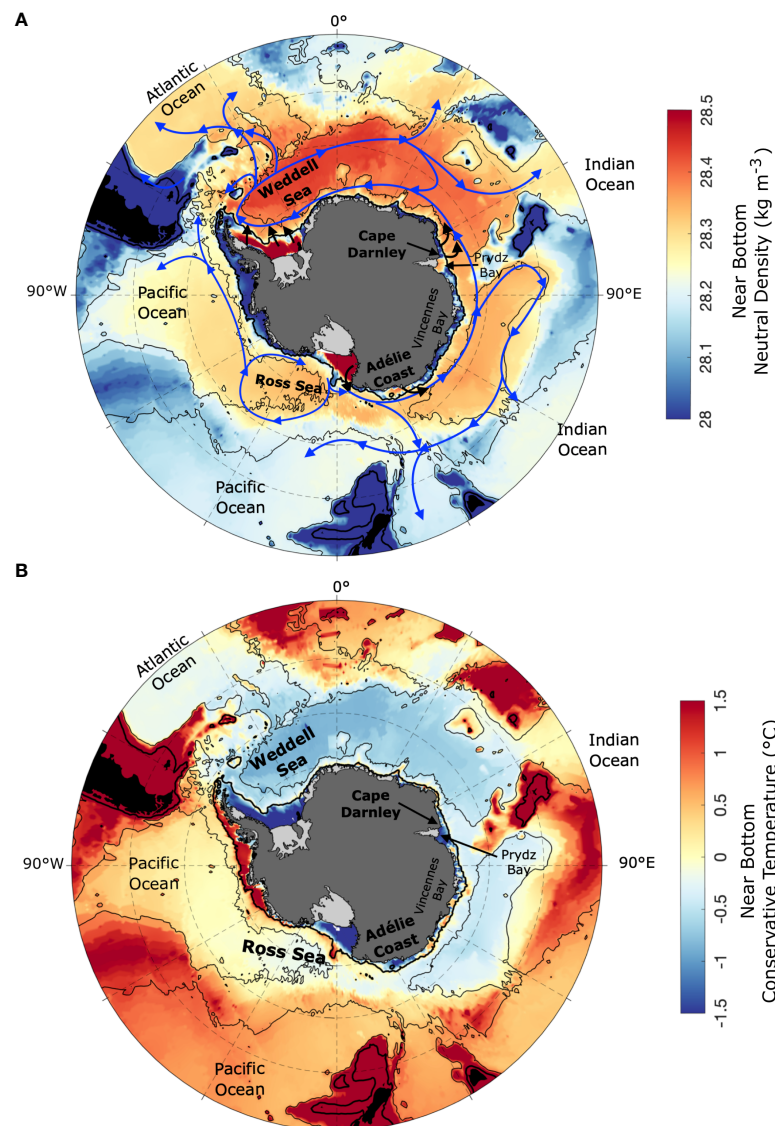 A
0°
Atlantic
Ocean
Weddell
Sea
Indian
Ocean
Cape
Darnley
Prydz
Bay
90°W
90°E
Pacific
Ocean
Vincennes
Bay
Adélie
Coast
Ross Sea
Indian
Ocean
Pacific
Ocean
Pacific
Ocean
28.5
28.4
28.3
28.2
28.1
28
Near Bottom
Neutral Density (kg m⁻³)
B
0°
Atlantic
Ocean
Weddell
Sea
Indian
Ocean
Cape
Darnley
Prydz
Bay
90°W
90°E
Pacific
Ocean
Vincennes
Bay
Adélie
Coast
Ross Sea
Pacific
Ocean
1.5
1
0.5
0
-0.5
-1
-1.5
Near Bottom
Conservative Temnperature (°C)